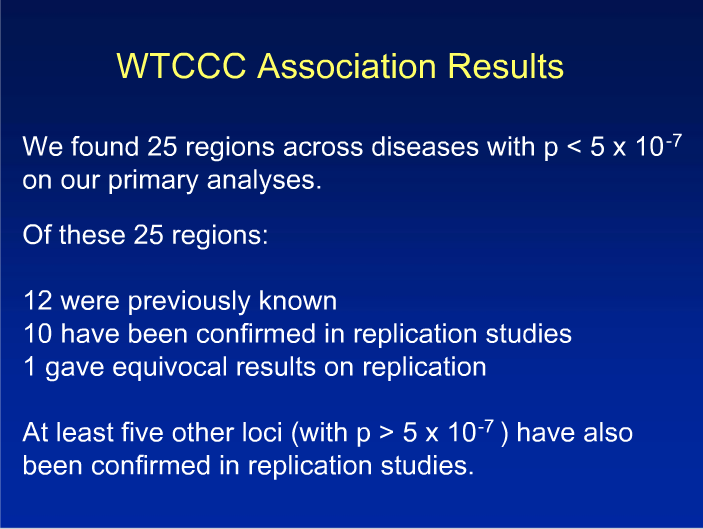 WTCCC Association Results
We found 25 regions across diseases with p < 5 x 10⁻⁷
on our primary analyses.
Of these 25 regions:
12 were previously known
10 have been confirmed in replication studies
1 gave equivocal results on replication
At least five other loci (with p > 5 x 10⁻⁷ ) have also
been confirmed in replication studies.